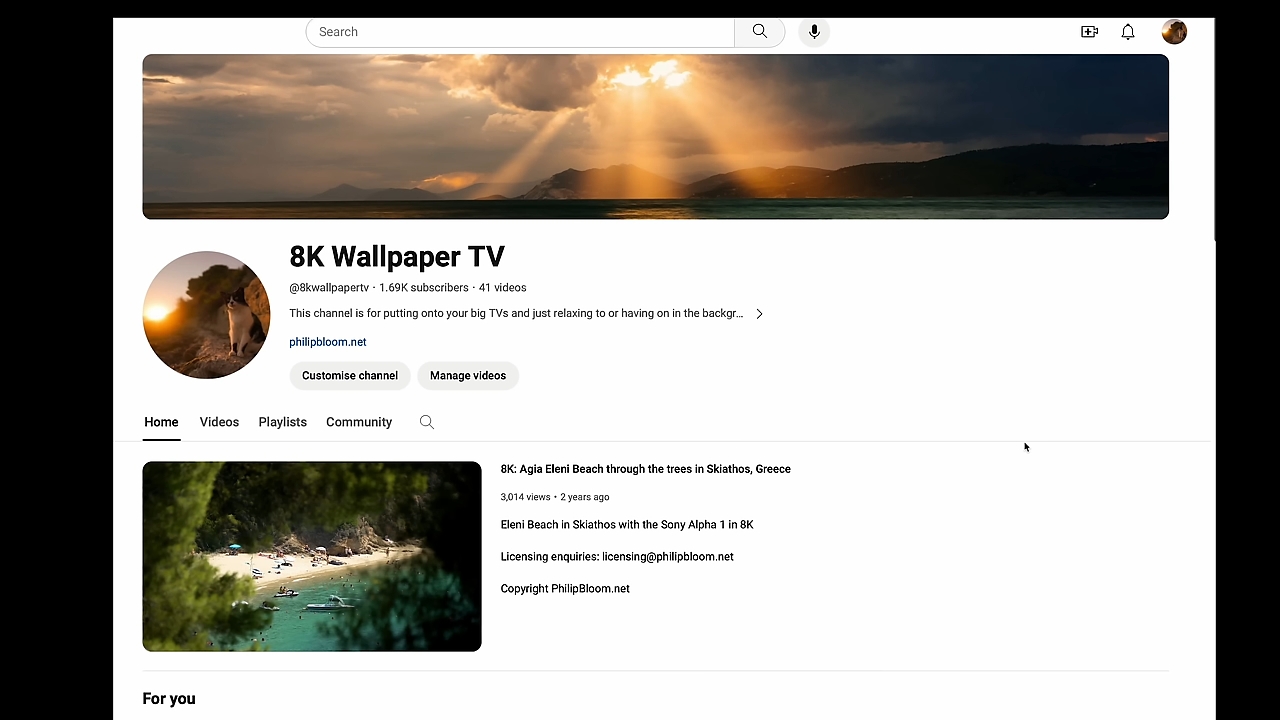 Search
8K Wallpaper TV
@8kwallpapertv · 1.69K subscribers · 41 videos
This channel is for putting onto your big TVs and just relaxing to or having on in the backgr...
philipbloom.net
Customise channel Manage videos
Home Videos Playlists Community
8K: Agia Eleni Beach through the trees in Skiathos, Greece
3,014 views · 2 years ago
Eleni Beach in Skiathos with the Sony Alpha 1 in 8K
Licensing enquiries: licensing@philipbloom.net
Copyright PhilipBloom.net
For you